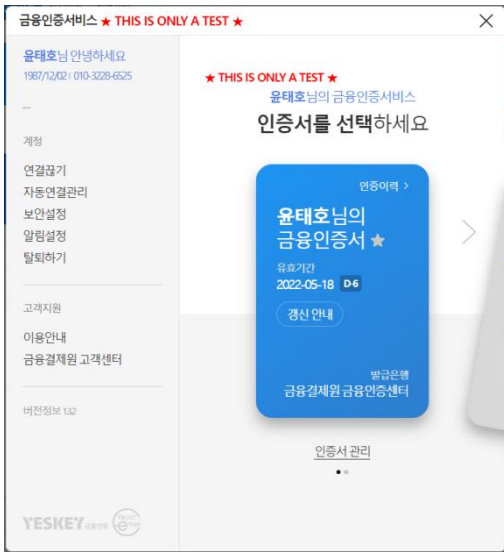 금융인증서비스 ★ THIS IS ONLY A TEST ★
윤태호님 안녕하세요
1987/12/02 | 010-3228-6525
계정
연결끊기
자동연결관리
보안설정
알림설정
탈퇴하기
고객지원
이용안내
금융결제원 고객센터
버전정보 1.3.2
YESKEY 금융인증
TRUST
★ THIS IS ONLY A TEST ★
윤태호님의 금융인증서비스
인증서를 선택하세요
인증이력 >
윤태호님의
금융인증서 ★
유효기간
2022-05-18 D-6
갱신 안내
발급은행
금융결제원 금융인증센터
인증서 관리